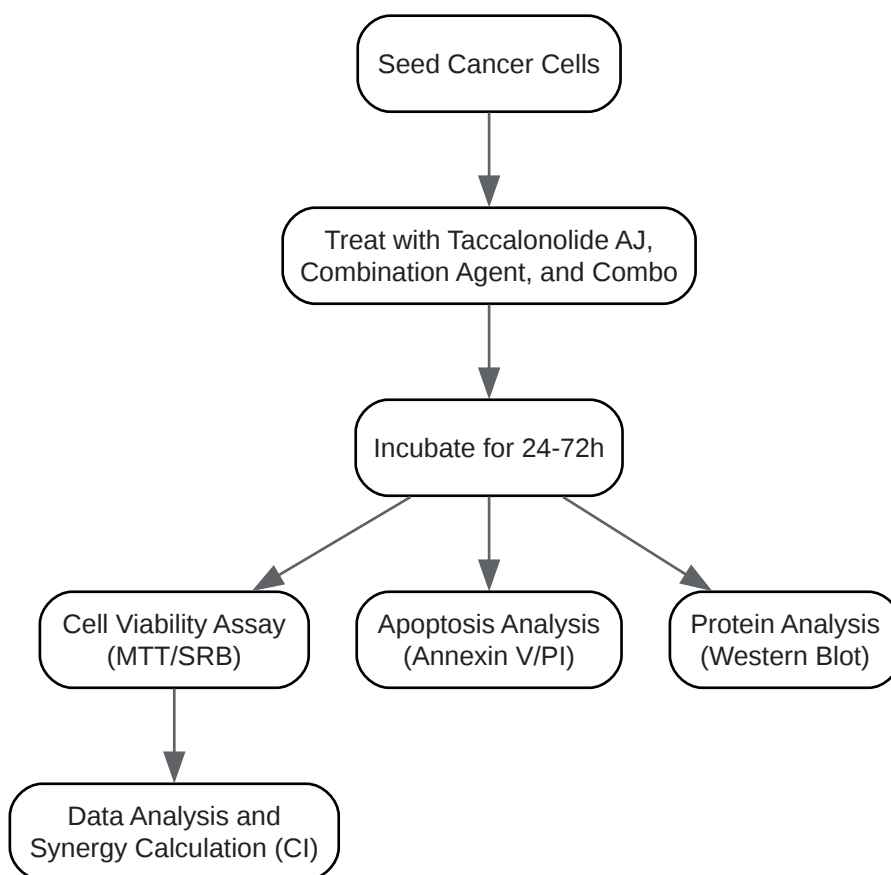 Seed Cancer Cells
Treat with Taccalonolide AJ,
Combination Agent, and Combo
Incubate for 24-72h
Cell Viability Assay
(MTT/SRB)
Apoptosis Analysis
(Annexin V/PI)
Protein Analysis
(Western Blot)
Data Analysis and
Synergy Calculation (CI)